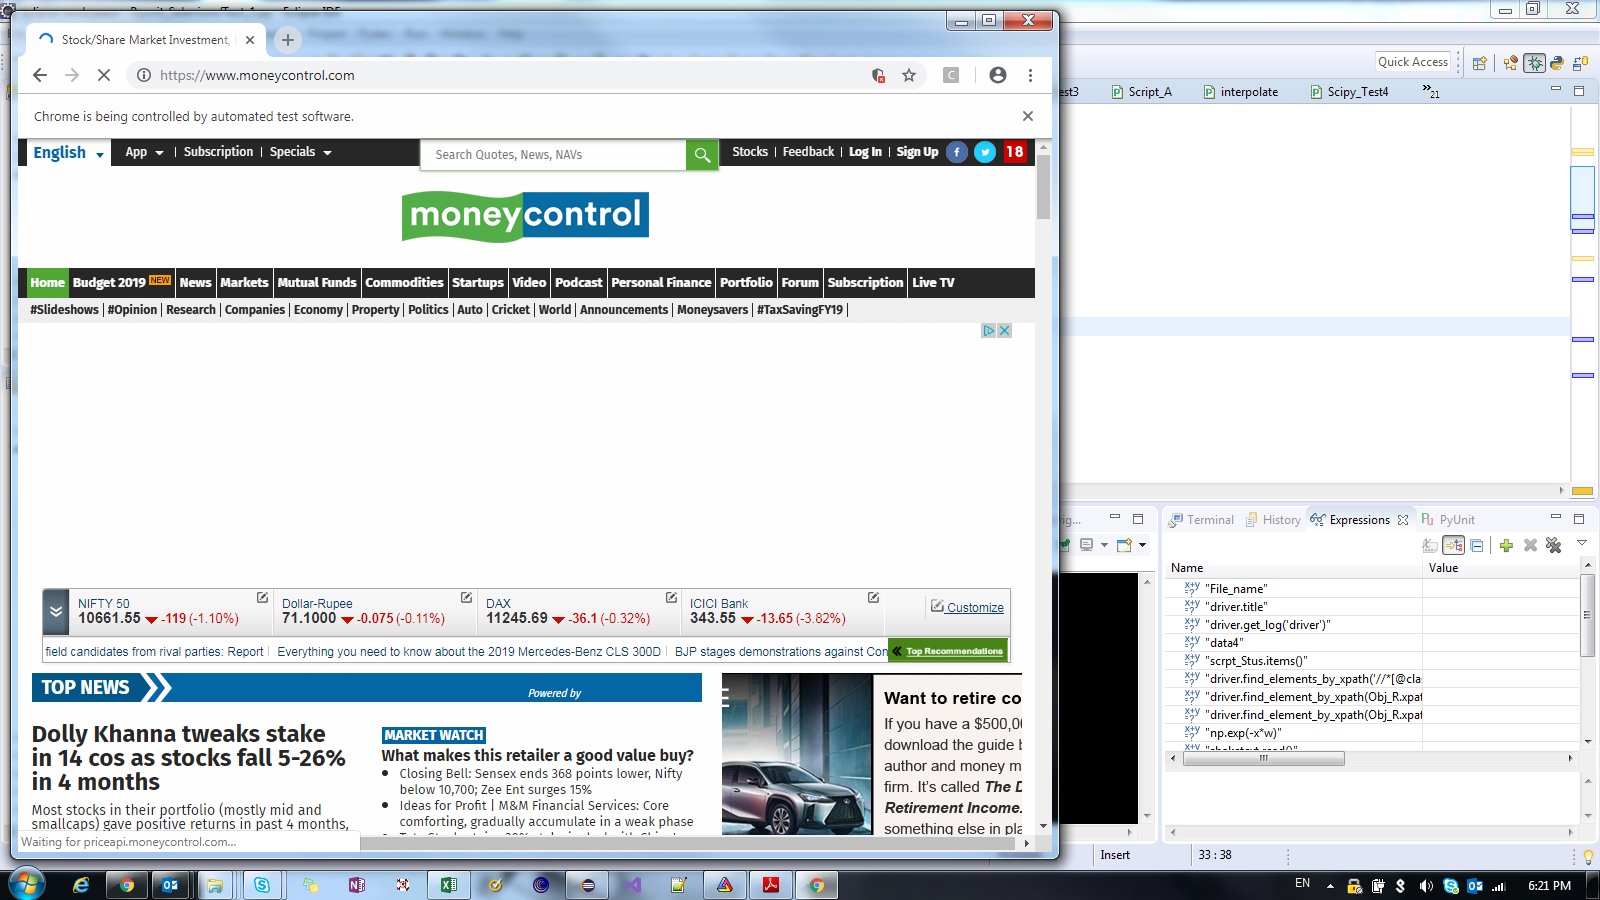 Stock/Share Market Investment,
https://www.moneycontrol.com
C
Chrome is being controlled by automated test software.
English App | Subscription | Specials
Search Quotes, News, NAVs
Stocks | Feedback | Log In | Sign Up f 18
moneycontrol
Home Budget 2019 NEW News Markets Mutual Funds Commodities Startups Video Podcast Personal Finance Portfolio Forum Subscription Live TV
#Slideshows | #Opinion | Research | Companies | Economy | Property | Politics | Auto | Cricket | World | Announcements | Moneysavers | #TaxSavingFY19 |
NIFTY 50
10661.55 -119 (-1.10%)
Dollar-Rupee
71.1000 -0.075 (-0.11%)
DAX
11245.69 -36.1 (-0.32%)
ICICI Bank
343.55 -13.65 (-3.82%)
Customize
field candidates from rival parties: Report | Everything you need to know about the 2019 Mercedes-Benz CLS 300D | BJP stages demonstrations against Con
Top Recommendations
TOP NEWS
Powered by
Dolly Khanna tweaks stake
in 14 cos as stocks fall 5-26%
in 4 months
Most stocks in their portfolio (mostly mid and
smallcaps) gave positive returns in past 4 months,
MARKET WATCH
What makes this retailer a good value buy?
Closing Bell: Sensex ends 368 points lower, Nifty
below 10,700; Zee Ent surges 15%
Ideas for Profit | M&M Financial Services: Core
comforting, gradually accumulate in a weak phase
Want to retire co
If you have a $500,0
download the guide b
author and money m
firm. It's called The D
Retirement Income.
something else in pla
Waiting for priceapi.moneycontrol.com...
Quick Access
est3
Script_A
interpolate
Scipy_Test4
21
Terminal
History
Expressions
PyUnit
Name Value
"File_name"
"driver.title"
"driver.get_log('driver')"
"data4"
"scrpt_Stus.items()"
"driver.find_elements_by_xpath('//*[@clas
"driver.find_element_by_xpath(Obj_R.xpat
"driver.find_element_by_xpath(Obj_R.xpat
"np.exp(-x*w)"
Insert
33 : 38
EN
6:21 PM